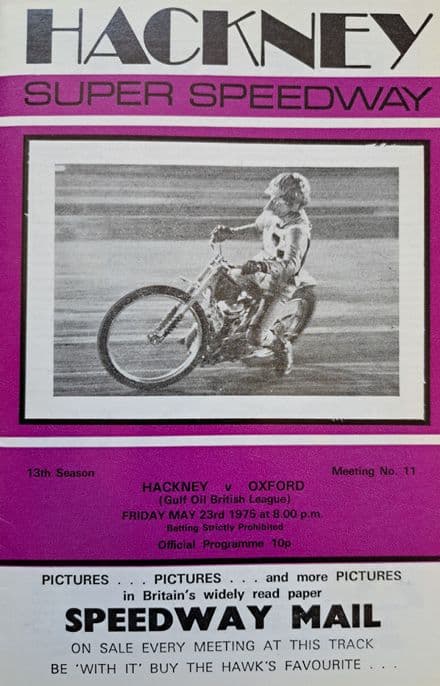 HACKNEY
SUPER SPEEDWAY
13th Season
Meeting No. 11
HACKNEY v OXFORD
(Gulf Oil British League)
FRIDAY MAY 23rd 1975 at 8.00 p.m.
Betting Strictly Prohibited
Official Programme 10p
PICTURES . . . PICTURES . . . and more PICTURES
in Britain's widely read paper
SPEEDWAY MAIL
ON SALE EVERY MEETING AT THIS TRACK
BE 'WITH IT' BUY THE HAWK'S FAVOURITE . . .